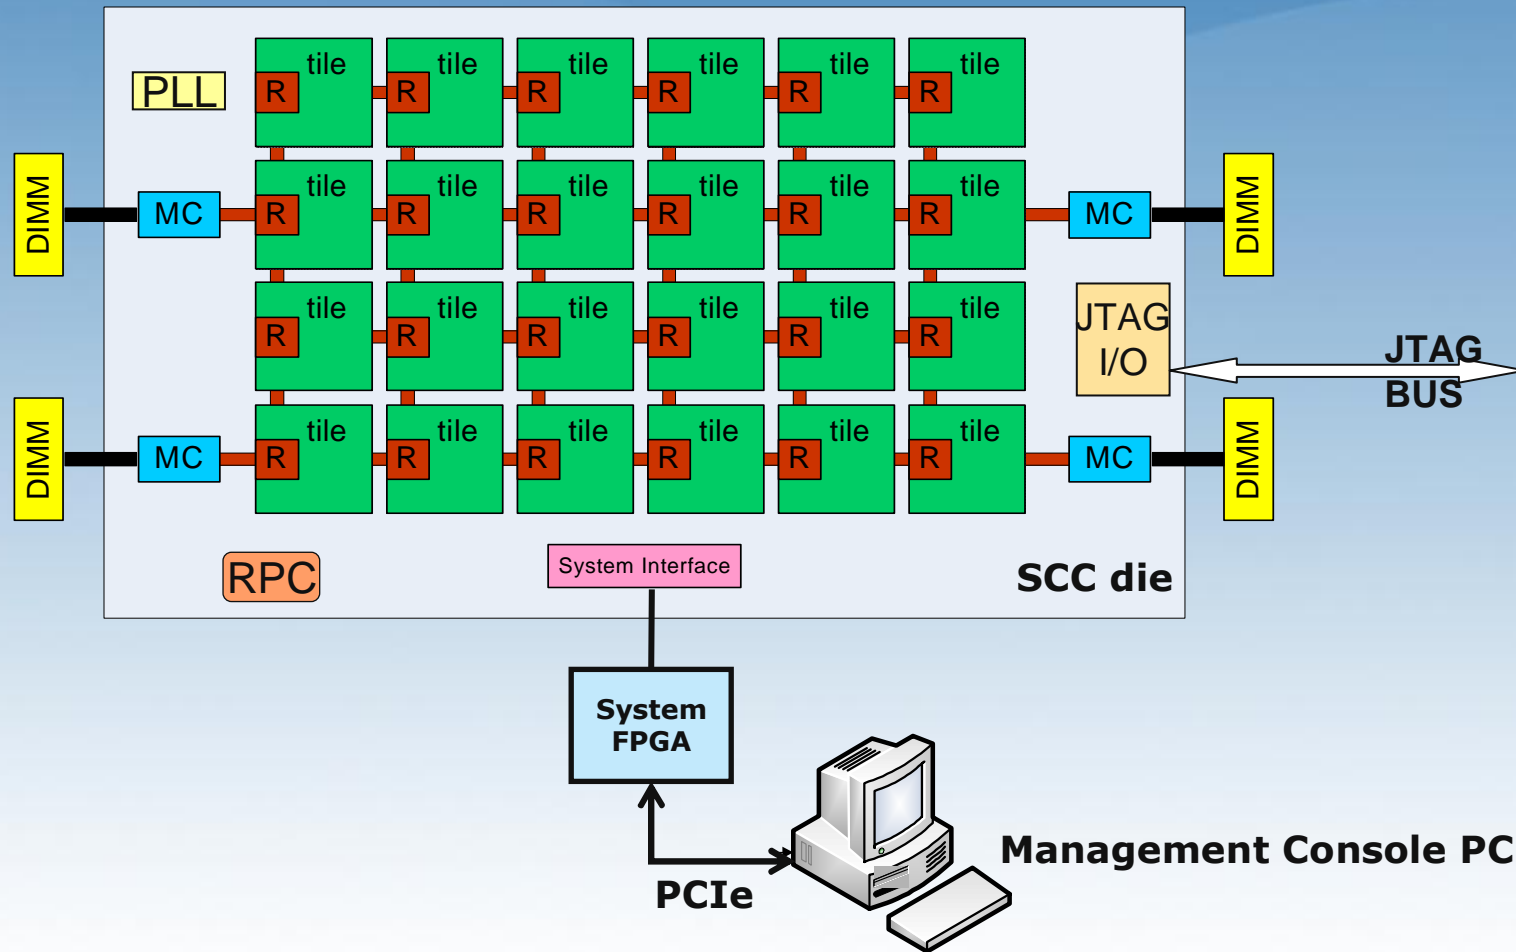 tile tile tile tile tile tile
PLL R R R R R R
tile tile tile tile tile tile
DIMM MC R R R R R R MC DIMM
tile tile tile tile tile tile
R R R R R R
JTAG
I/O
JTAG
BUS
tile tile tile tile tile tile
DIMM MC R R R R R R MC DIMM
RPC
System Interface
SCC die
System
FPGA
PCIe
Management Console PC